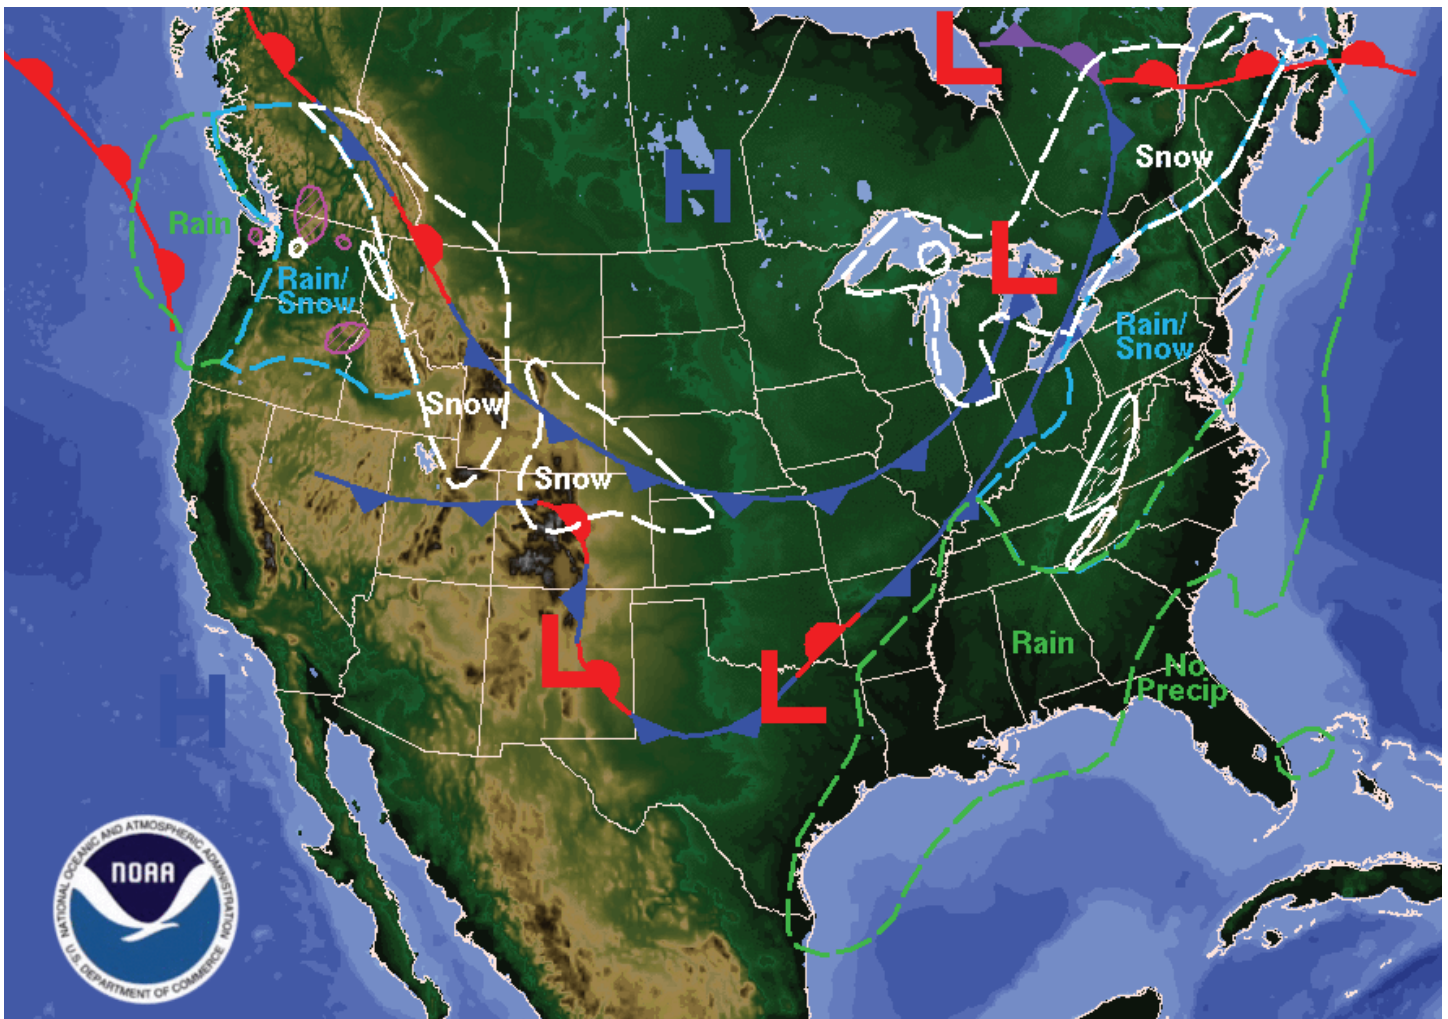 L
Snow
H
Rain
L
Rain/
Snow
Rain/
Snow
Snow
Snow
L
Rain
L
No
Precip
H
NATIONAL OCEANIC AND ATMOSPHERIC ADMINISTRATION
NOAA
U.S. DEPARTMENT OF COMMERCE